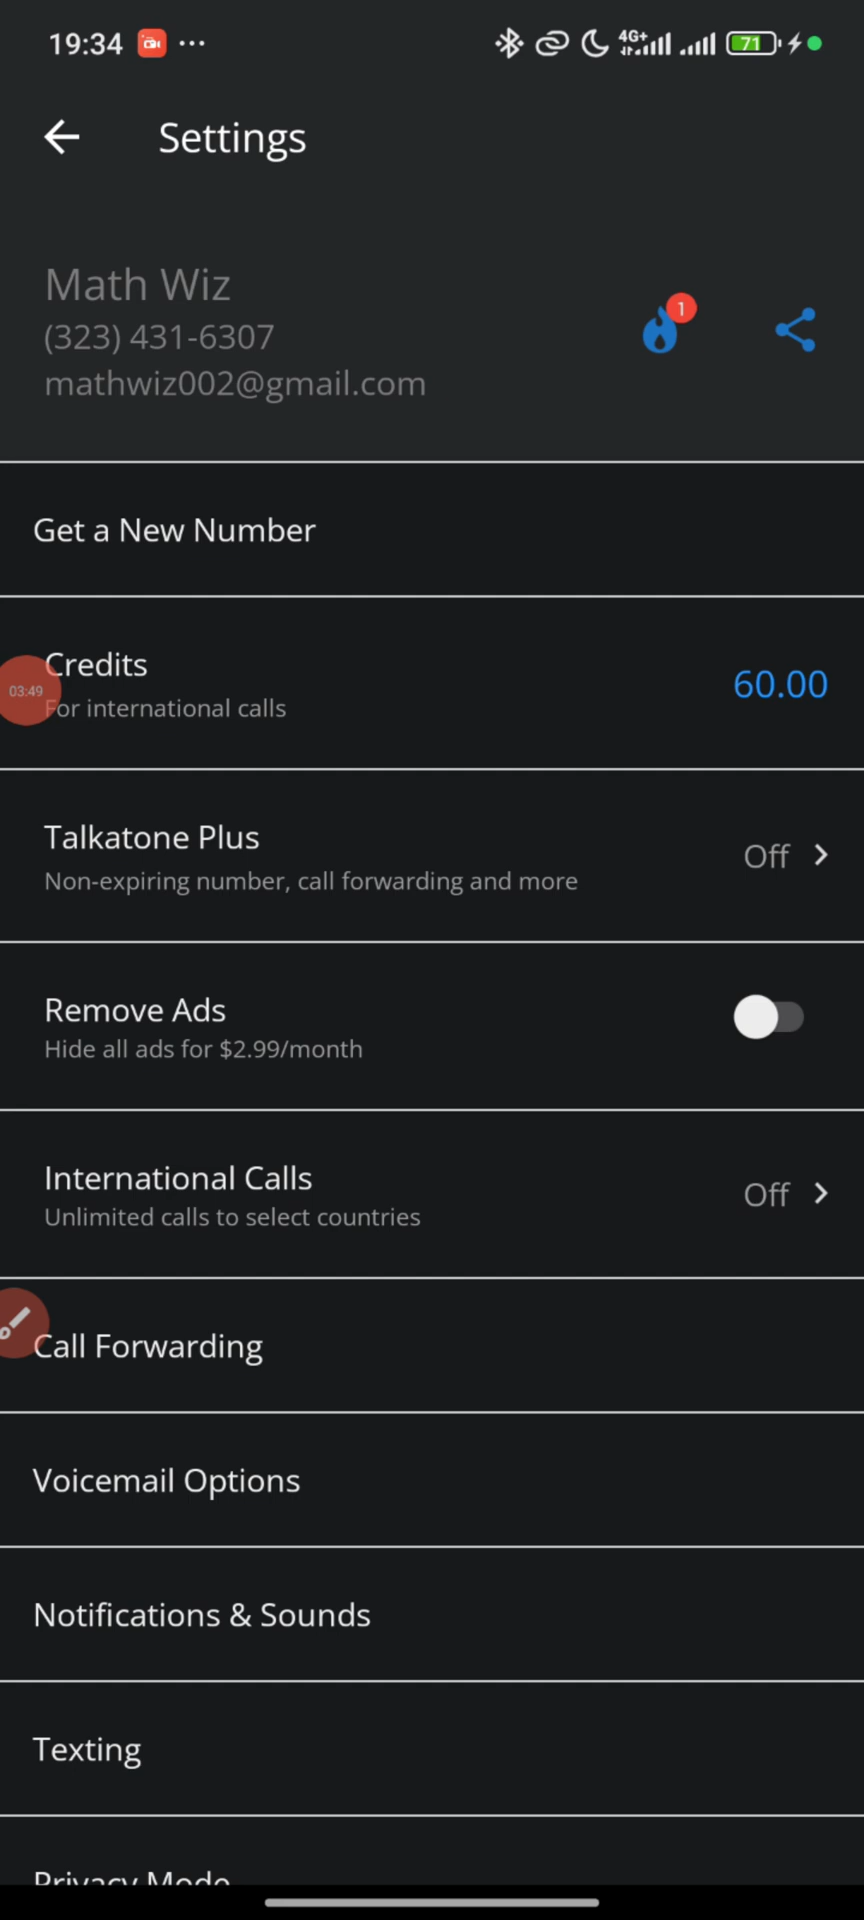 19:34
4G+
71
Settings
Math Wiz
(323) 431-6307
mathwiz002@gmail.com
1
Get a New Number
Credits
For international calls
60.00
03:49
Talkatone Plus
Non-expiring number, call forwarding and more
Off
Remove Ads
Hide all ads for $2.99/month
International Calls
Unlimited calls to select countries
Off
Call Forwarding
Voicemail Options
Notifications & Sounds
Texting
Privacy Mode